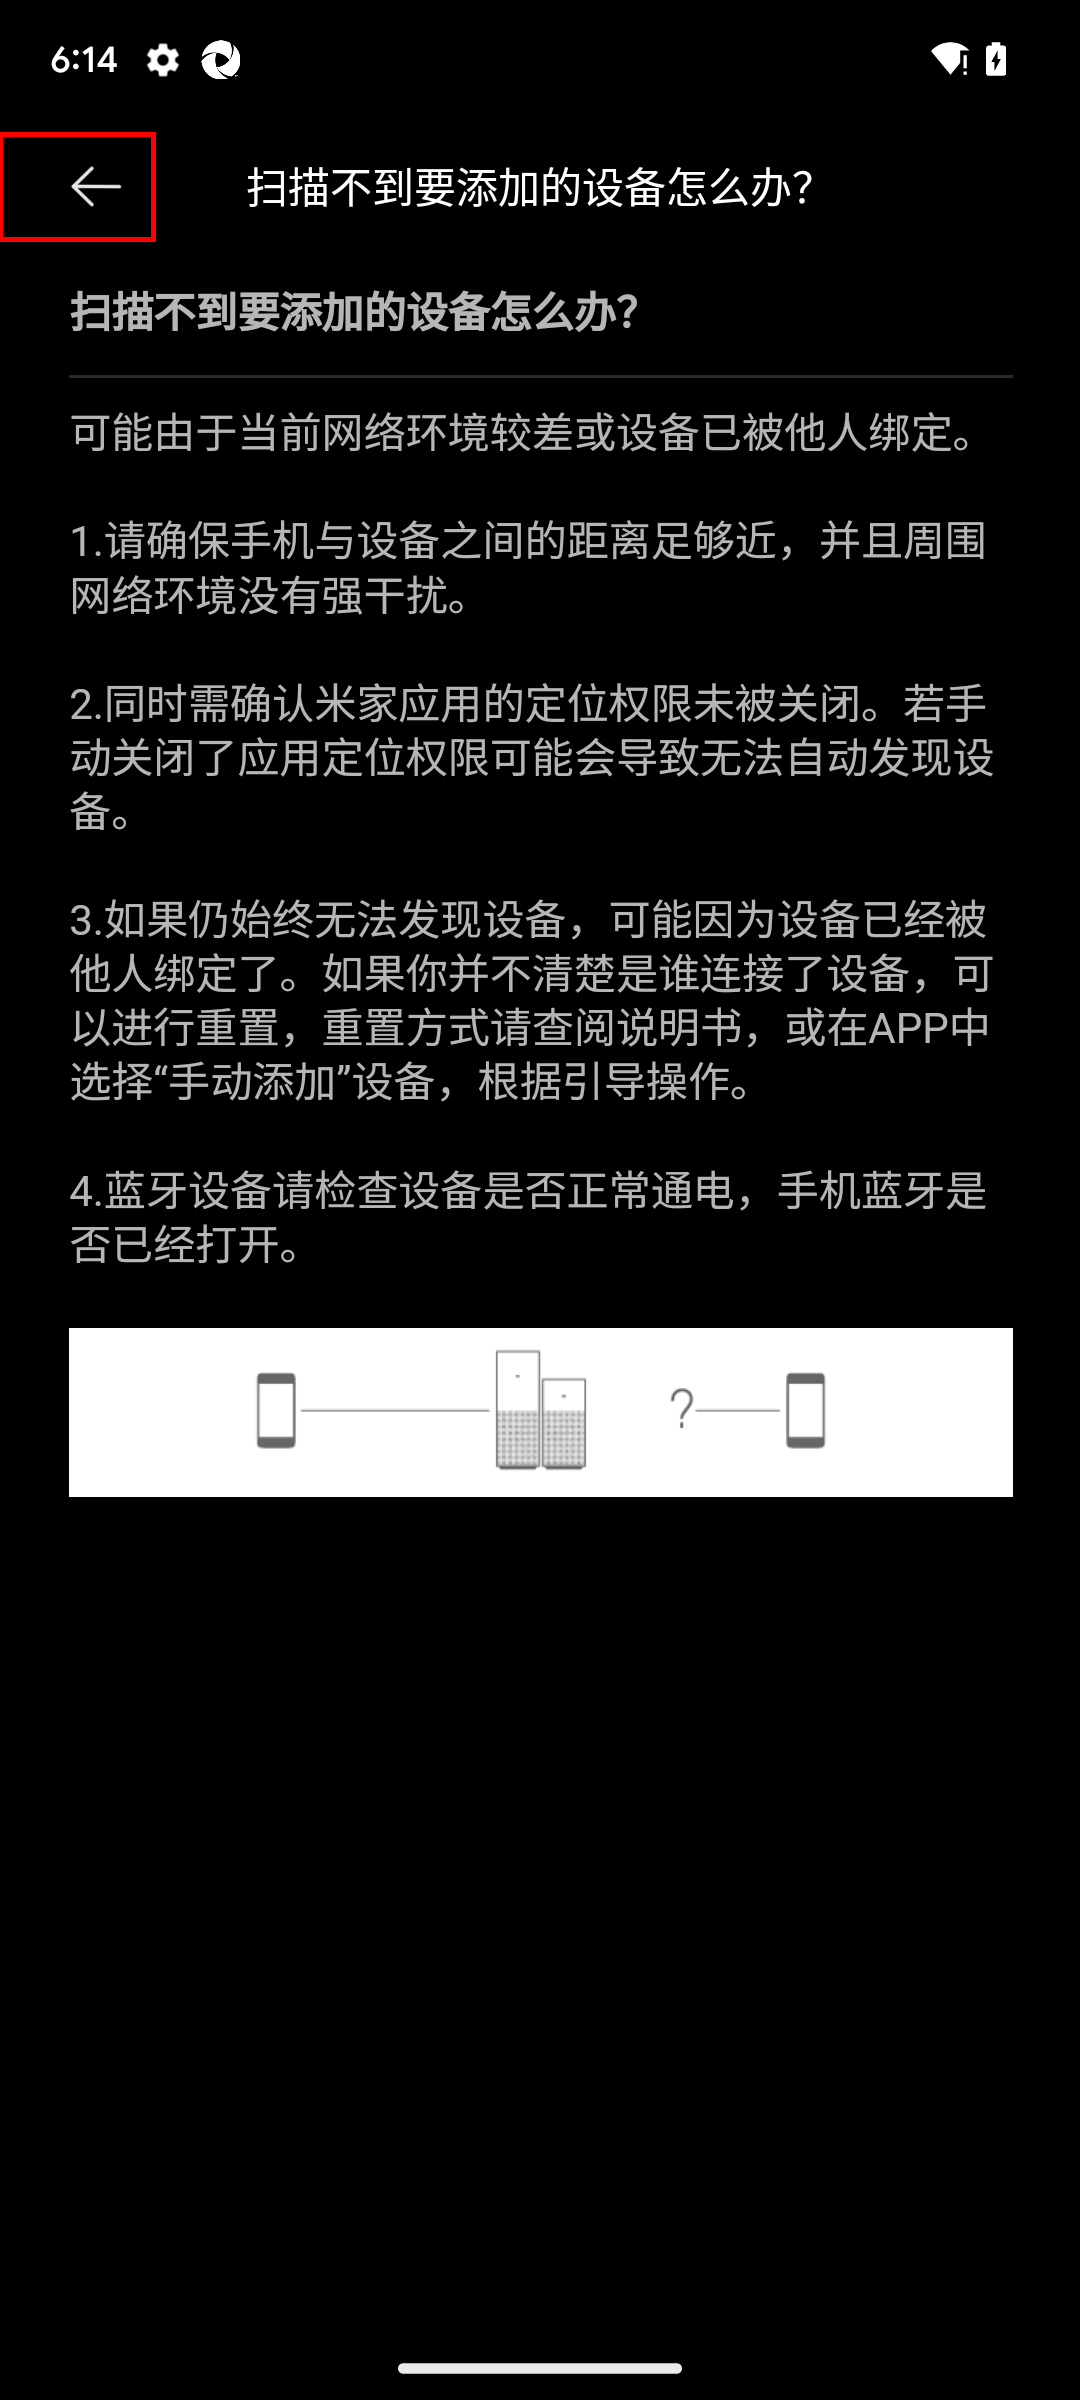 6:14
扫描不到要添加的设备怎么办?
扫描不到要添加的设备怎么办?
可能由于当前网络环境较差或设备已被他人绑定。
1.请确保手机与设备之间的距离足够近，并且周围
网络环境没有强干扰。
2.同时需确认米家应用的定位权限未被关闭。若手
动关闭了应用定位权限可能会导致无法自动发现设
备。
3.如果仍始终无法发现设备，可能因为设备已经被
他人绑定了。如果你并不清楚是谁连接了设备，可
以进行重置，重置方式请查阅说明书，或在APP中
选择“手动添加”设备，根据引导操作。
4.蓝牙设备请检查设备是否正常通电，手机蓝牙是
否已经打开。
?